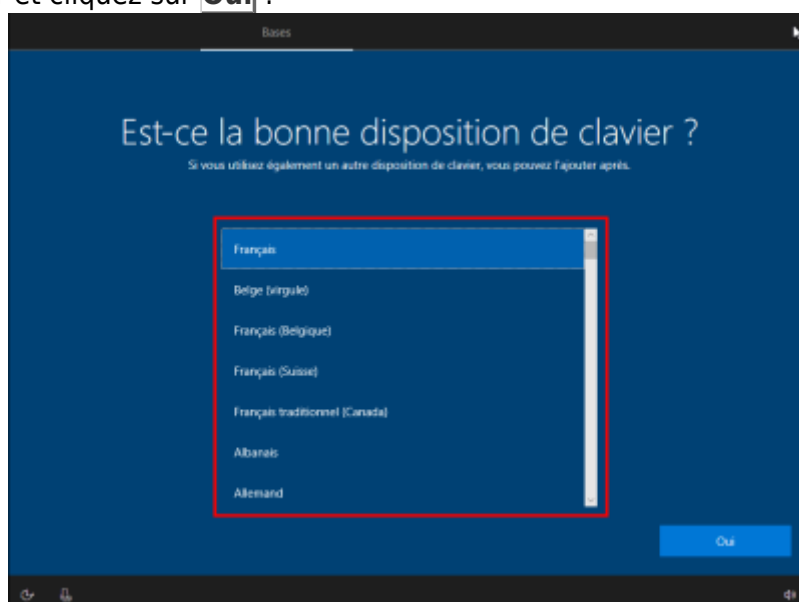 et cliquez sur Oui :
Bases
Est-ce la bonne disposition de clavier ?
Si vous utilisez également un autre disposition de clavier, vous pouvez l'ajouter après.
Français
Belge (virgule)
Français (Belgique)
Français (Suisse)
Français traditionnel (Canada)
Albanais
Allemand
Oui